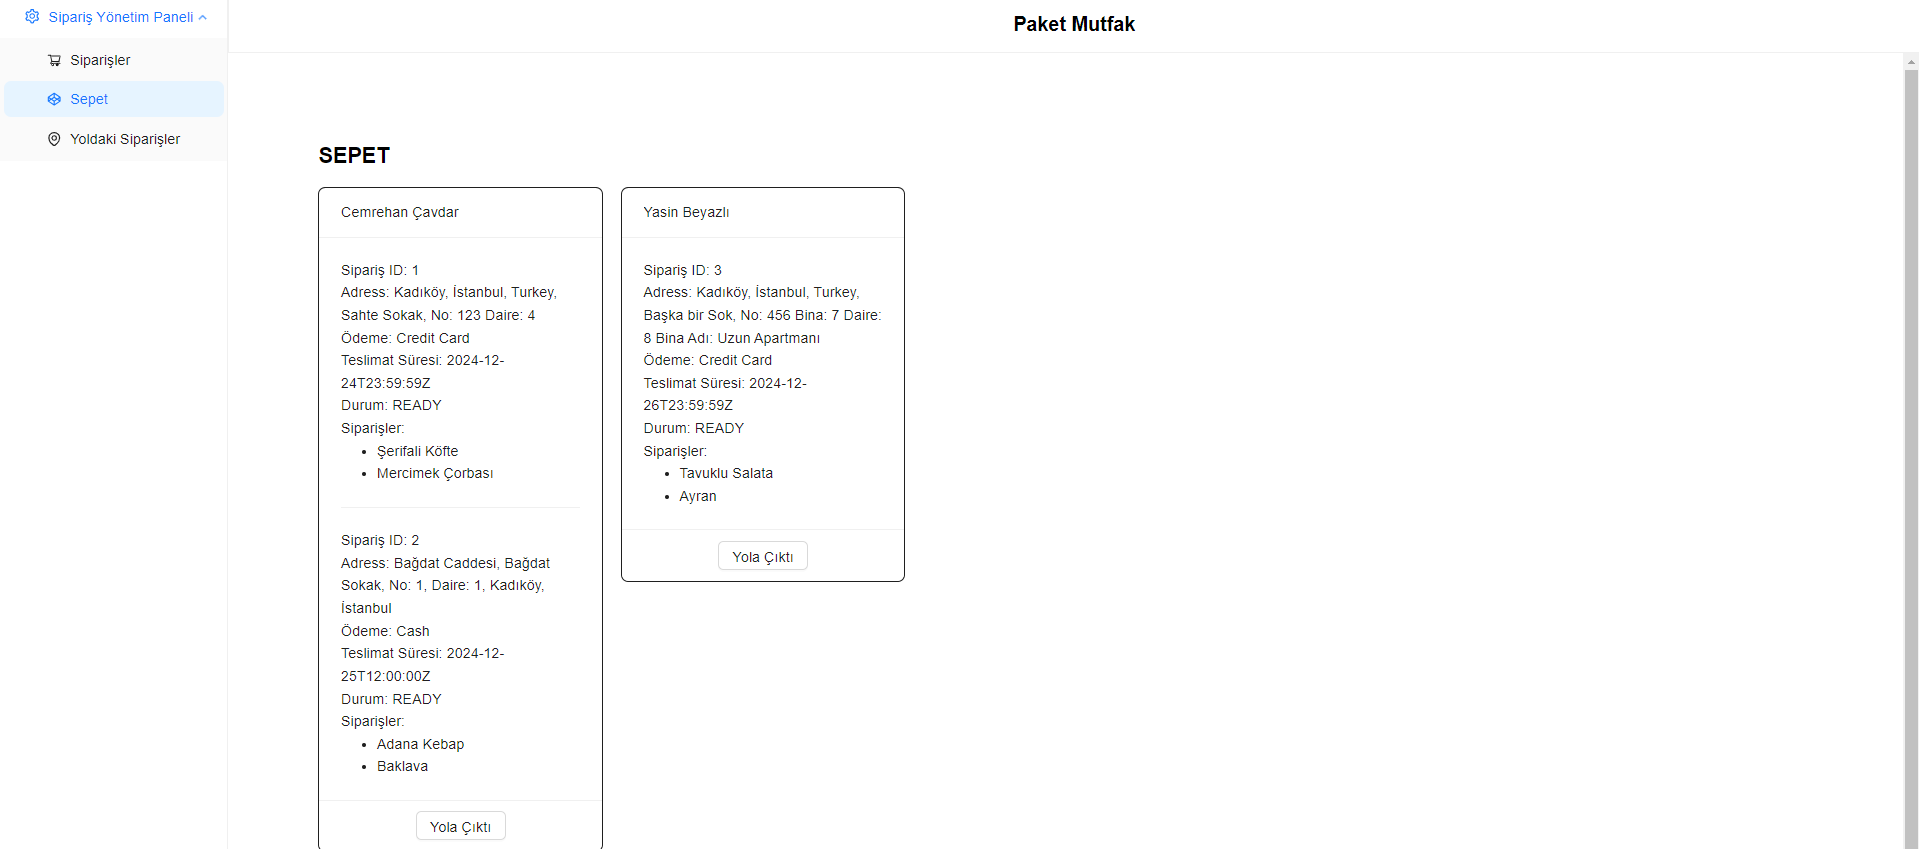 Sipariş Yönetim Paneli
Siparişler
Sepet
Yoldaki Siparişler
Paket Mutfak
SEPET
Cemrehan Çavdar
Sipariş ID: 1
Adress: Kadıköy, İstanbul, Turkey,
Sahte Sokak, No: 123 Daire: 4
Ödeme: Credit Card
Teslimat Süresi: 2024-12-
24T23:59:59Z
Durum: READY
Siparişler:
• Şerifali Köfte
• Mercimek Çorbası
Sipariş ID: 2
Adress: Bağdat Caddesi, Bağdat
Sokak, No: 1, Daire: 1, Kadıköy,
İstanbul
Ödeme: Cash
Teslimat Süresi: 2024-12-
25T12:00:00Z
Durum: READY
Siparişler:
• Adana Kebap
• Baklava
Yola Çıktı
Yasin Beyazlı
Sipariş ID: 3
Adress: Kadıköy, İstanbul, Turkey,
Başka bir Sok, No: 456 Bina: 7 Daire:
8 Bina Adı: Uzun Apartmanı
Ödeme: Credit Card
Teslimat Süresi: 2024-12-
26T23:59:59Z
Durum: READY
Siparişler:
• Tavuklu Salata
• Ayran
Yola Çıktı